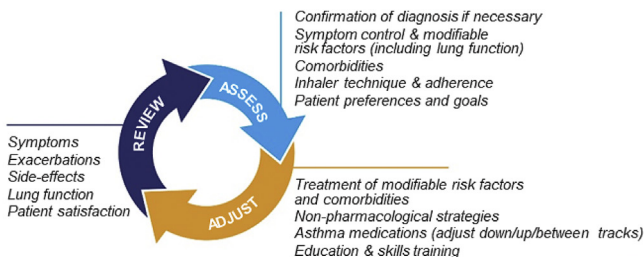 Confirmation of diagnosis if necessary
Symptom control & modifiable
risk factors (including lung function)
Comorbidities
Inhaler technique & adherence
Patient preferences and goals
ASSESS
REVIEW
ADJUST
Symptoms
Exacerbations
Side-effects
Lung function
Patient satisfaction
Treatment of modifiable risk factors
and comorbidities
Non-pharmacological strategies
Asthma medications (adjust down/up/between tracks)
Education & skills training